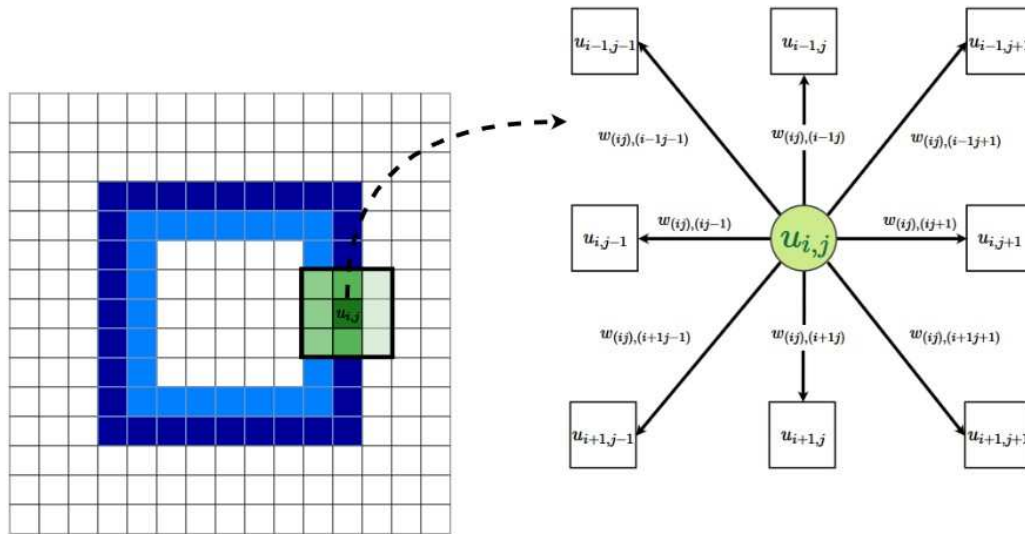 u_{i-1,j-1}
u_{i-1,j}
u_{i-1,j+1}
w_{(ij),(i-1j-1)}
w_{(ij),(i-1j)}
w_{(ij),(i-1j+1)}
u_{i,j-1}
w_{(ij),(ij-1)}
u_{i,j}
w_{(ij),(ij+1)}
u_{i,j+1}
u_{i,j}
w_{(ij),(i+1j-1)}
w_{(ij),(i+1j)}
w_{(ij),(i+1j+1)}
u_{i+1,j-1}
u_{i+1,j}
u_{i+1,j+1}